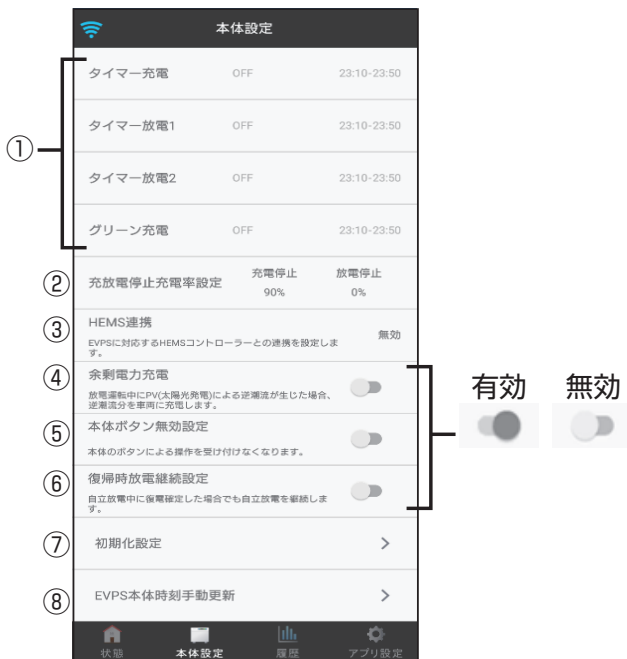 本体設定
①
タイマー充電 OFF 23:10-23:50
タイマー放電1 OFF 23:10-23:50
タイマー放電2 OFF 23:10-23:50
グリーン充電 OFF 23:10-23:50
② 充放電停止充電率設定 充電停止 放電停止
90% 0%
③ HEMS連携 無効
EVPSに対応するHEMSコントローラーとの連携を設定しま
す。
④ 余剰電力充電
放電運転中にPV(太陽光発電)による逆潮流が生じた場合、
逆潮流分を車両に充電します。
有効 無効
⑤ 本体ボタン無効設定
本体のボタンによる操作を受け付けなくなります。
⑥ 復帰時放電継続設定
自立放電中に復電確定した場合でも自立放電を継続しま
す。
⑦ 初期化設定 >
⑧ EVPS本体時刻手動更新 >
状態 本体設定 履歴 アプリ設定